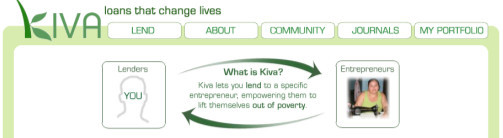 KIVA loans that change lives
LEND ABOUT COMMUNITY JOURNALS MY PORTFOLIO
Lenders
YOU
What is Kiva?
Kiva lets you lend to a specific
entrepreneur, empowering them to
lift themselves out of poverty.
Entrepreneurs